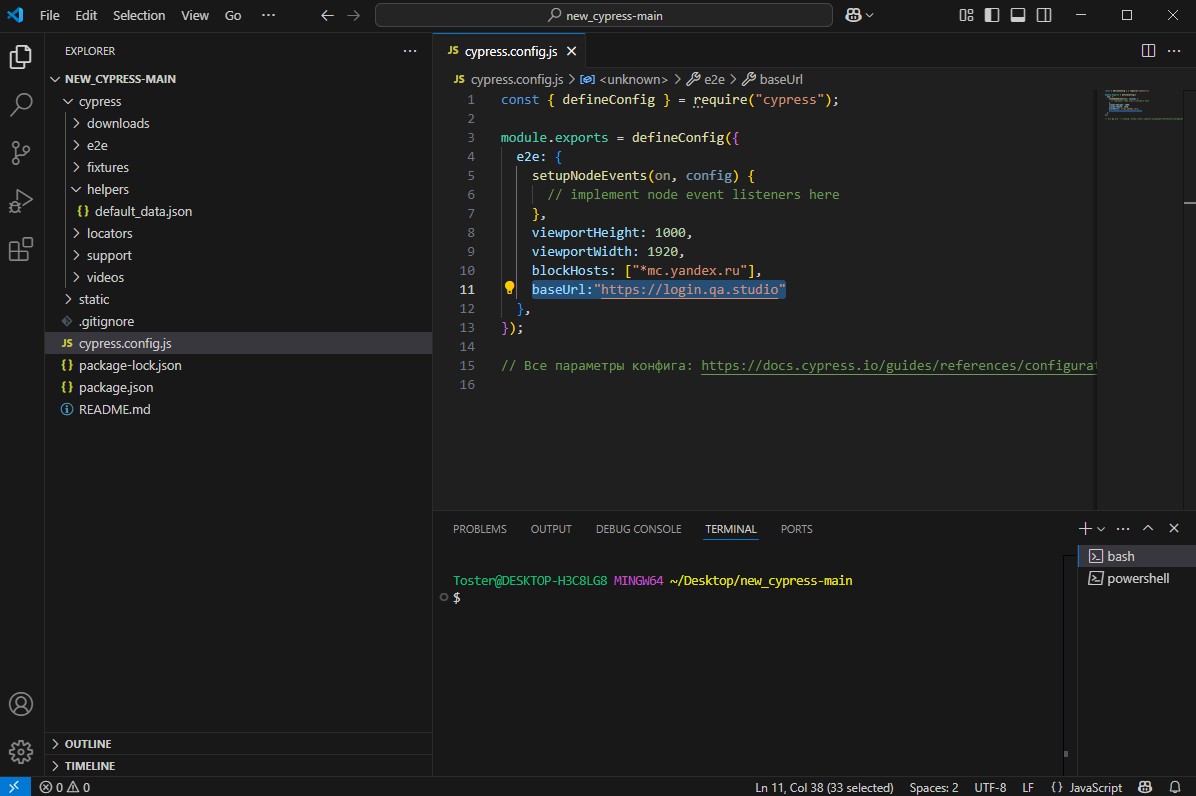 File Edit Selection View Go ··· new_cypress-main
EXPLORER ···
NEW_CYPRESS-MAIN
cypress
downloads
e2e
fixtures
helpers
{} default_data.json
locators
support
videos
static
.gitignore
JS cypress.config.js
{} package-lock.json
{} package.json
README.md
OUTLINE
TIMELINE
JS cypress.config.js
JS cypress.config.js > <unknown> > e2e > baseUrl
1 const { defineConfig } = require("cypress");
2
3 module.exports = defineConfig({
4 e2e: {
5 setupNodeEvents(on, config) {
6 // implement node event listeners here
7 },
8 viewportHeight: 1000,
9 viewportWidth: 1920,
10 blockHosts: ["*mc.yandex.ru"],
11 baseUrl:"https://login.qa.studio"
12 },
13 });
14
15 // Все параметры конфига: https://docs.cypress.io/guides/references/configurat
16
PROBLEMS OUTPUT DEBUG CONSOLE TERMINAL PORTS
Toster@DESKTOP-H3C8LG8 MINGW64 ~/Desktop/new_cypress-main
$
bash
powershell
0 0 Ln 11, Col 38 (33 selected) Spaces: 2 UTF-8 LF {} JavaScript